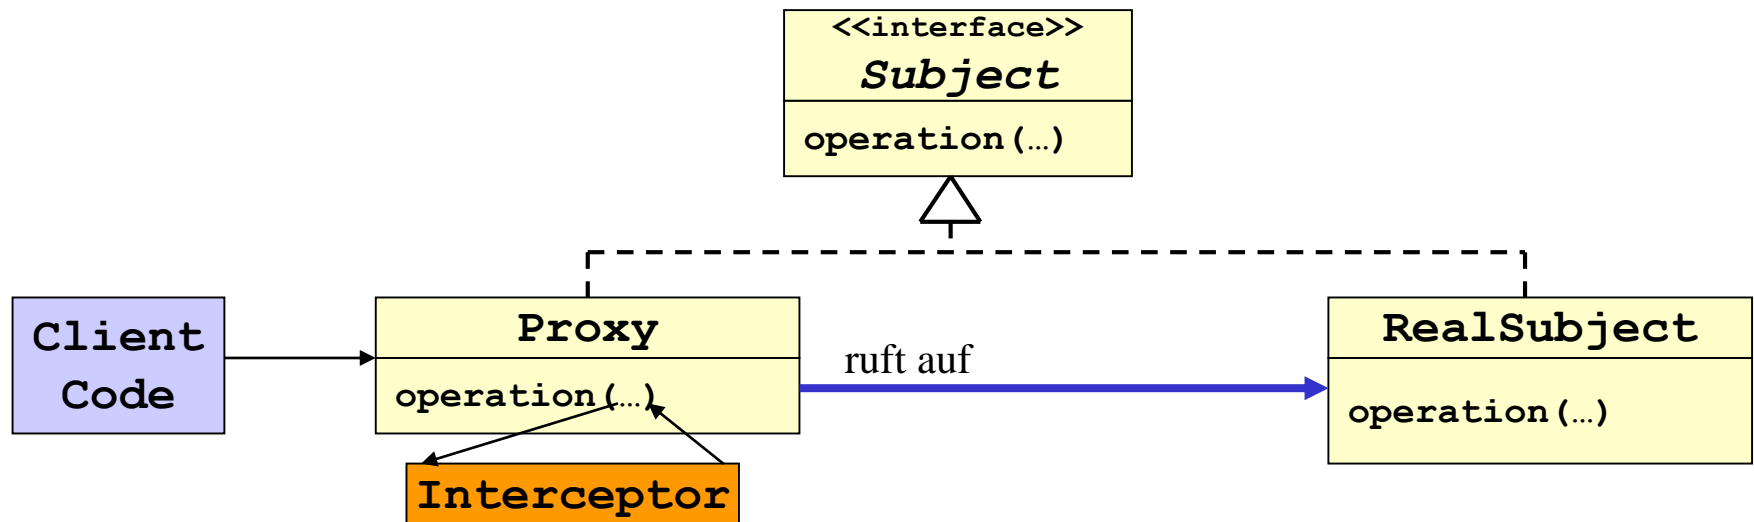 <<interface>>
Subject
operation(…)
Client
Code
Proxy
operation(…)
ruft auf
RealSubject
operation(…)
Interceptor